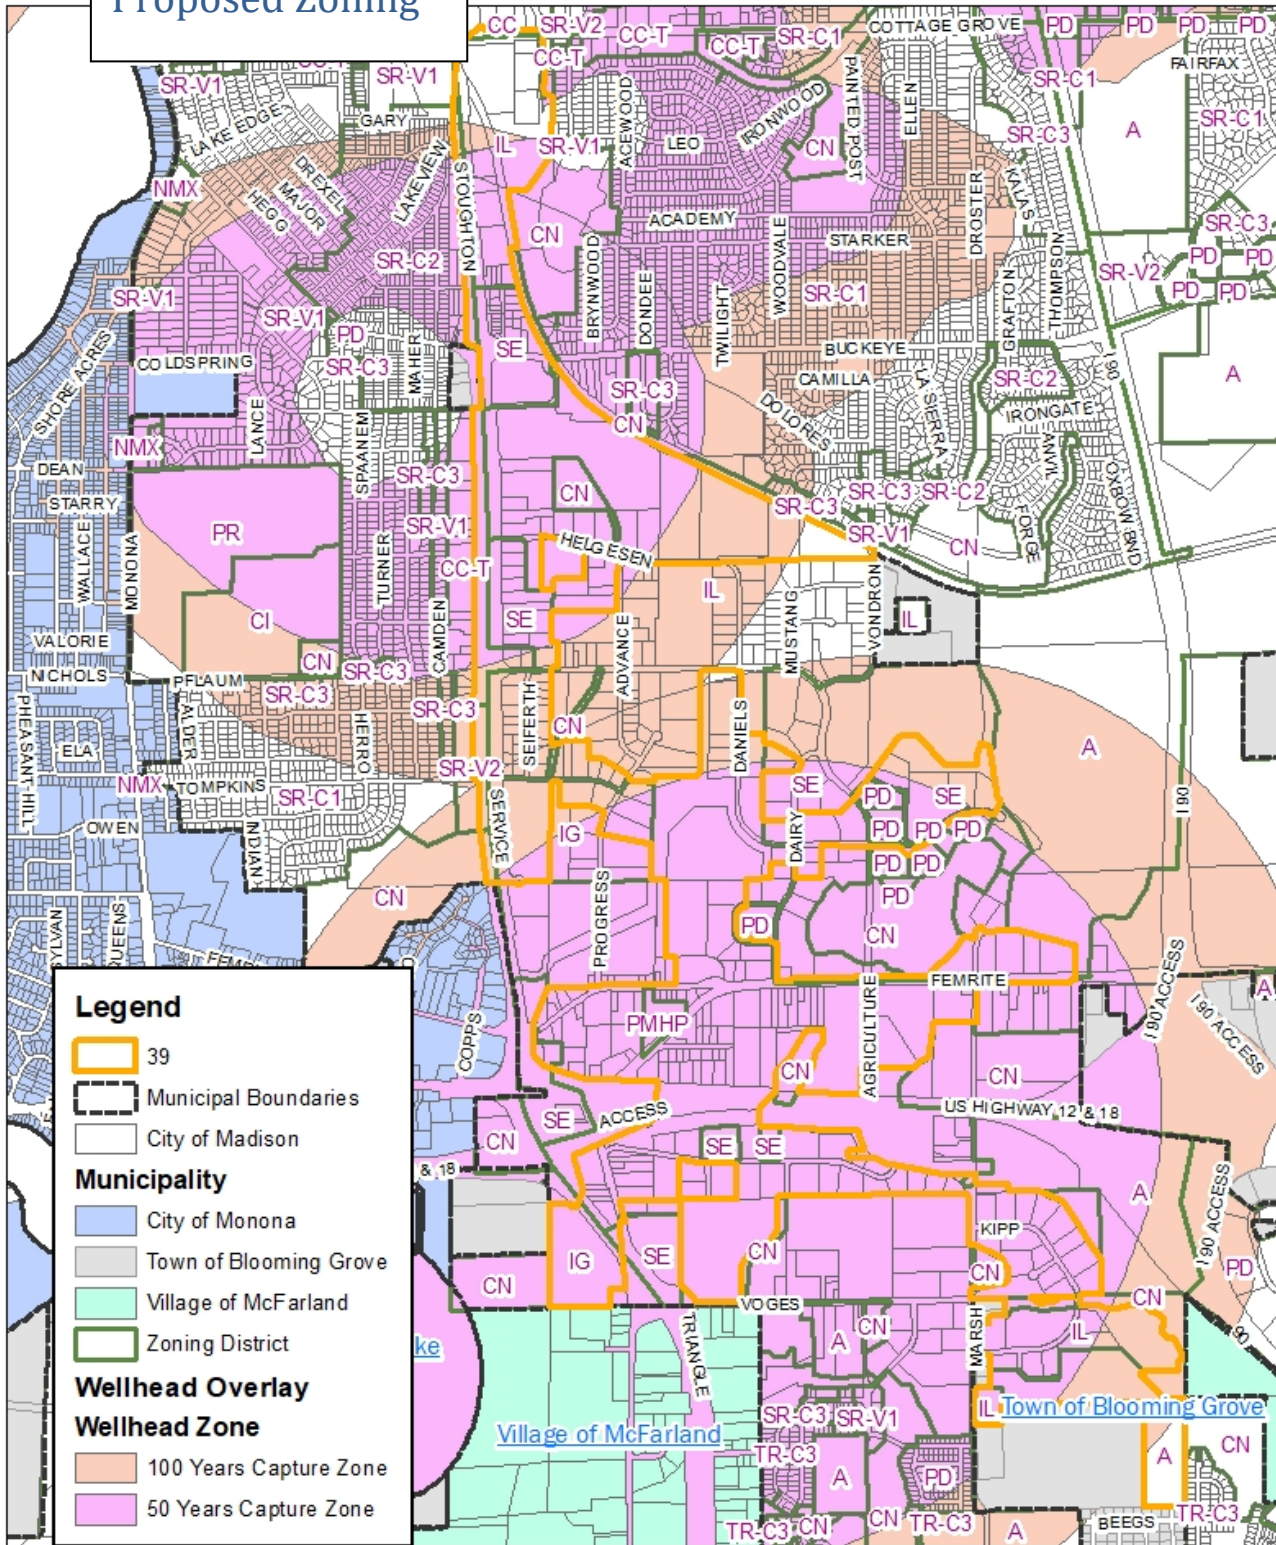 Proposed Zoning
CC
SR-V2
CC-T
CC-T
SR-C1
COTTAGE GROVE
PD
PD
PD
PD
CC-T
FAIRFAX
SR-V1
SR-V1
SR-C1
SR-C1
LAKE EDGE
GARY
ACEWOOD
LEO
IRONWOOD
PAINTED POST
ELLEN
SR-C3
A
IL
SR-V1
CN
NMX
DREXEL
MAJOR
HEGG
LAKEVIEW
STOUGHTON
CN
ACADEMY
STARKER
DROSTER
KALAS
SR-C3
SR-C2
BRYNWOOD
DONDEE
TWILIGHT
WOODVALE
SR-C1
GRAFTON
THOMPSON
SR-V2
PD
PD
PD
PD
SR-V1
SR-V1
PD
SHORE ACRES
COLDSPRING
SR-C3
MAHER
SE
BUCKEYE
CAMILLA
LA SIERRA
SR-C2
I 90
A
LANCE
SPAANEM
SR-C3
CN
DOLORES
IRONGATE
ANVIL
NMX
DEAN
STARRY
WALLACE
MONONA
SR-C3
CN
SR-C3
SR-C3
SR-C2
OXBOW BND
PR
SR-V1
HELGESEN
SR-V1
CN
FORGE
TURNER
CC-T
CAMDEN
SE
IL
ADVANCE
MUSTANG
VONDRON
IL
CI
VALORIE
NICHOLS
CN
SR-C3
PFLAUM
SR-C3
SR-C3
PHEASANT HILL
ELA
ALDER
HERRO
SEIFERTH
CN
DANIELS
A
SR-V2
NMX
TOMPKINS
SR-C1
SE
PD
SE
I 90
OWEN
INDIAN
SERVICE
IG
DAIRY
PD
PD
PD
PD
PD
CN
PD
SYLVAN
QUEENS
PROGRESS
PD
CN
FEMRITE
I 90 ACCESS
I 90 ACCESS
A
Legend
39
Municipal Boundaries
City of Madison
Municipality
City of Monona
Town of Blooming Grove
Village of McFarland
Zoning District
Wellhead Overlay
Wellhead Zone
100 Years Capture Zone
50 Years Capture Zone
COPPS
PMHP
AGRICULTURE
CN
CN
SE
ACCESS
US HIGHWAY 12 & 18
CN
SE
SE
& 18
A
I 90 ACCESS
KIPP
IG
SE
CN
CN
PD
CN
VOGES
CN
MARSH
IL
90
ke
TRIANGLE
A
CN
IL
Town of Blooming Grove
Village of McFarland
SR-C3
SR-V1
TR-C3
A
PD
A
CN
TR-C3
CN
CN
TR-C3
A
BEEGS
TR-C3